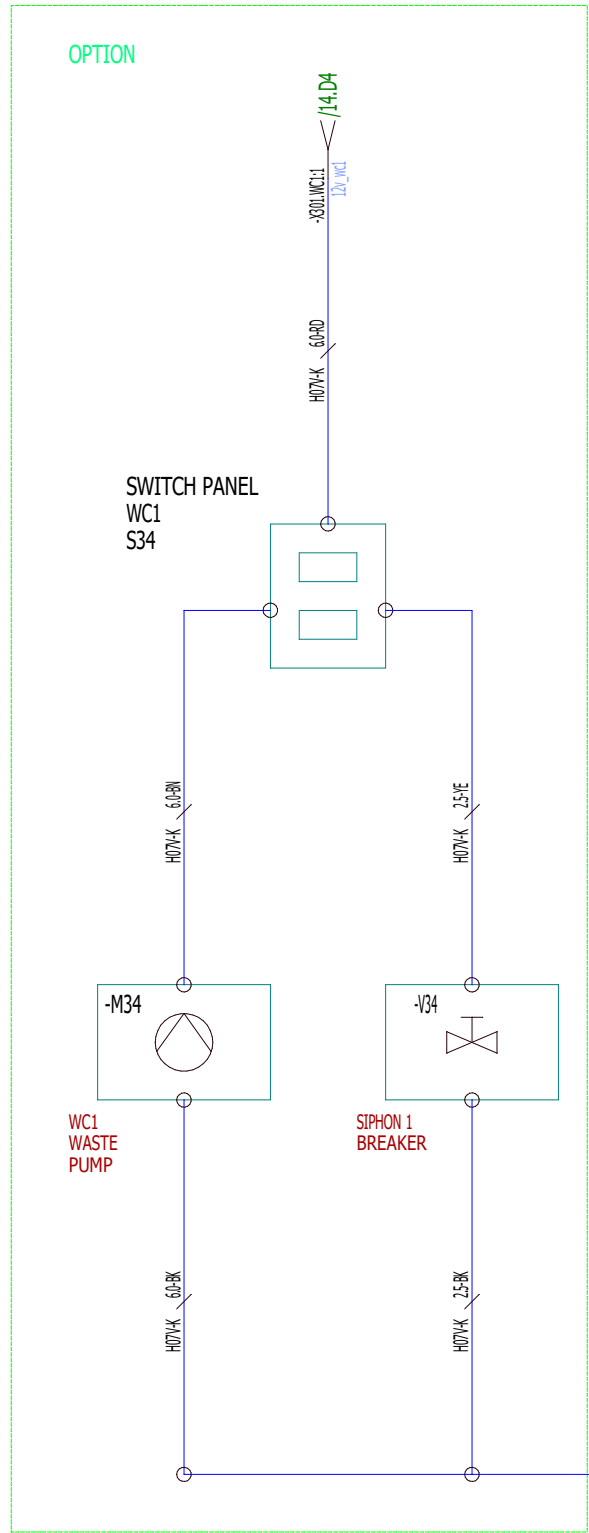 OPTION
/14.D4
-X301.WC1:1
12v_wc1
H07V-K 6.0-RD
SWITCH PANEL
WC1
S34
H07V-K 6.0-BN
H07V-K 2.5-YE
-M34
-V34
WC1
WASTE
PUMP
SIPHON 1
BREAKER
H07V-K 6.0-BK
H07V-K 2.5-BK